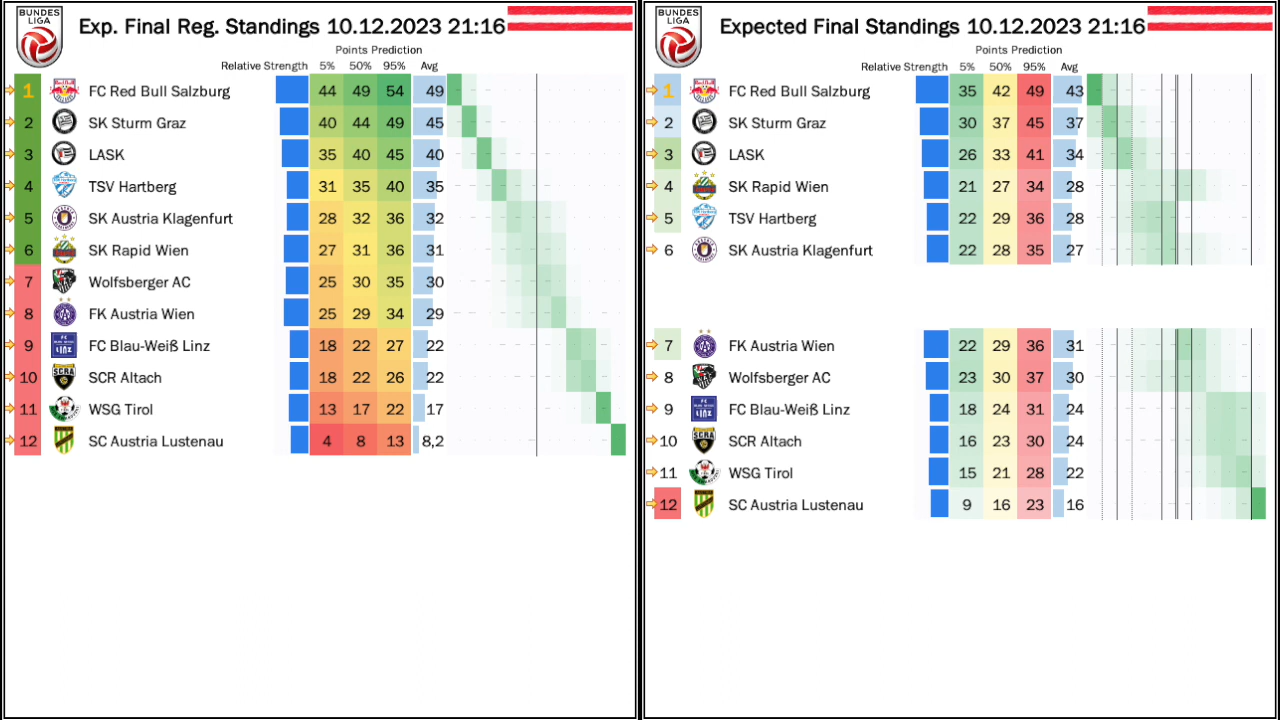 BUNDES
LIGA
Exp. Final Reg. Standings 10.12.2023 21:16
Points Prediction
Relative Strength 5% 50% 95% Avg
1 FC Red Bull Salzburg 44 49 54 49
2 SK Sturm Graz 40 44 49 45
3 LASK 35 40 45 40
4 TSV Hartberg 31 35 40 35
5 SK Austria Klagenfurt 28 32 36 32
6 SK Rapid Wien 27 31 36 31
7 Wolfsberger AC 25 30 35 30
8 FK Austria Wien 25 29 34 29
9 FC Blau-Weiß Linz 18 22 27 22
10 SCR Altach 18 22 26 22
11 WSG Tirol 13 17 22 17
12 SC Austria Lustenau 4 8 13 8,2
BUNDES
LIGA
Expected Final Standings 10.12.2023 21:16
Points Prediction
Relative Strength 5% 50% 95% Avg
1 FC Red Bull Salzburg 35 42 49 43
2 SK Sturm Graz 30 37 45 37
3 LASK 26 33 41 34
4 SK Rapid Wien 21 27 34 28
5 TSV Hartberg 22 29 36 28
6 SK Austria Klagenfurt 22 28 35 27
7 FK Austria Wien 22 29 36 31
8 Wolfsberger AC 23 30 37 30
9 FC Blau-Weiß Linz 18 24 31 24
10 SCR Altach 16 23 30 24
11 WSG Tirol 15 21 28 22
12 SC Austria Lustenau 9 16 23 16